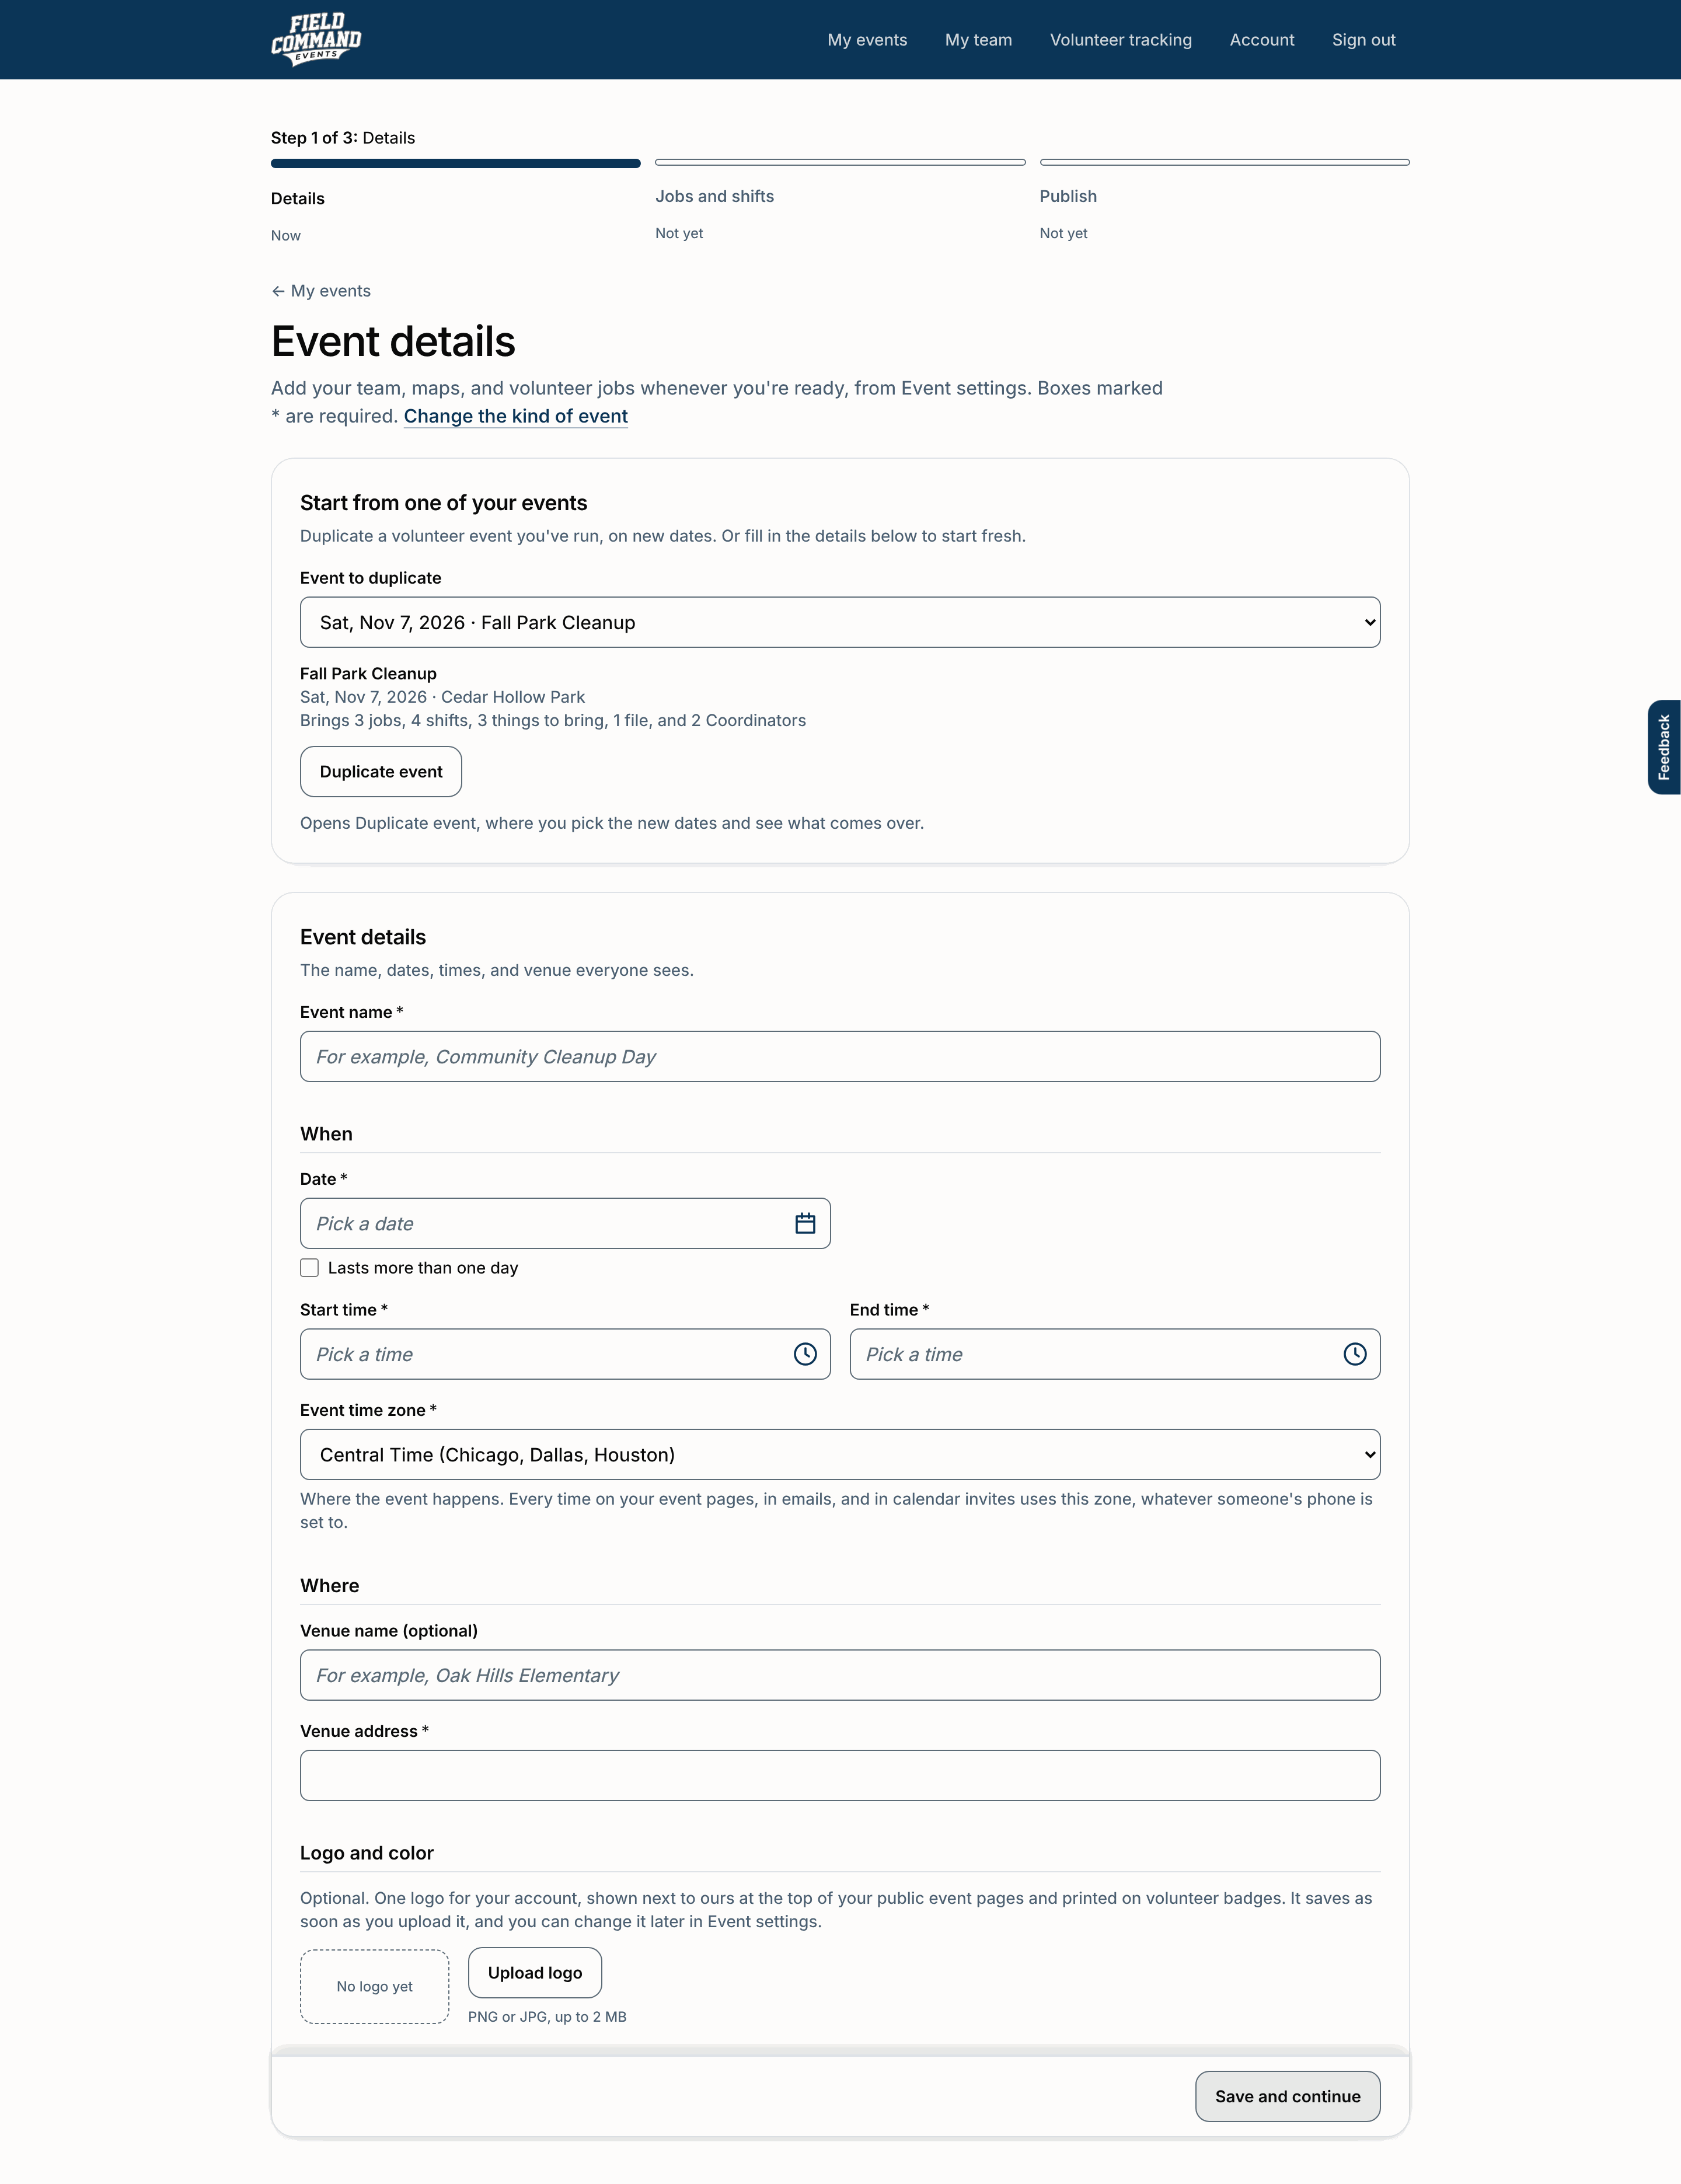 FIELD
COMMAND
EVENTS
My events
My team
Volunteer tracking
Account
Sign out
Step 1 of 3: Details
Details
Now
Jobs and shifts
Not yet
Publish
Not yet
← My events
Event details
Add your team, maps, and volunteer jobs whenever you're ready, from Event settings. Boxes marked
* are required. Change the kind of event
Start from one of your events
Duplicate a volunteer event you've run, on new dates. Or fill in the details below to start fresh.
Event to duplicate
Sat, Nov 7, 2026 · Fall Park Cleanup
Fall Park Cleanup
Sat, Nov 7, 2026 · Cedar Hollow Park
Brings 3 jobs, 4 shifts, 3 things to bring, 1 file, and 2 Coordinators
Duplicate event
Opens Duplicate event, where you pick the new dates and see what comes over.
Feedback
Event details
The name, dates, times, and venue everyone sees.
Event name *
For example, Community Cleanup Day
When
Date *
Pick a date
Lasts more than one day
Start time *
Pick a time
End time *
Pick a time
Event time zone *
Central Time (Chicago, Dallas, Houston)
Where the event happens. Every time on your event pages, in emails, and in calendar invites uses this zone, whatever someone's phone is
set to.
Where
Venue name (optional)
For example, Oak Hills Elementary
Venue address *
Logo and color
Optional. One logo for your account, shown next to ours at the top of your public event pages and printed on volunteer badges. It saves as
soon as you upload it, and you can change it later in Event settings.
No logo yet
Upload logo
PNG or JPG, up to 2 MB
Save and continue